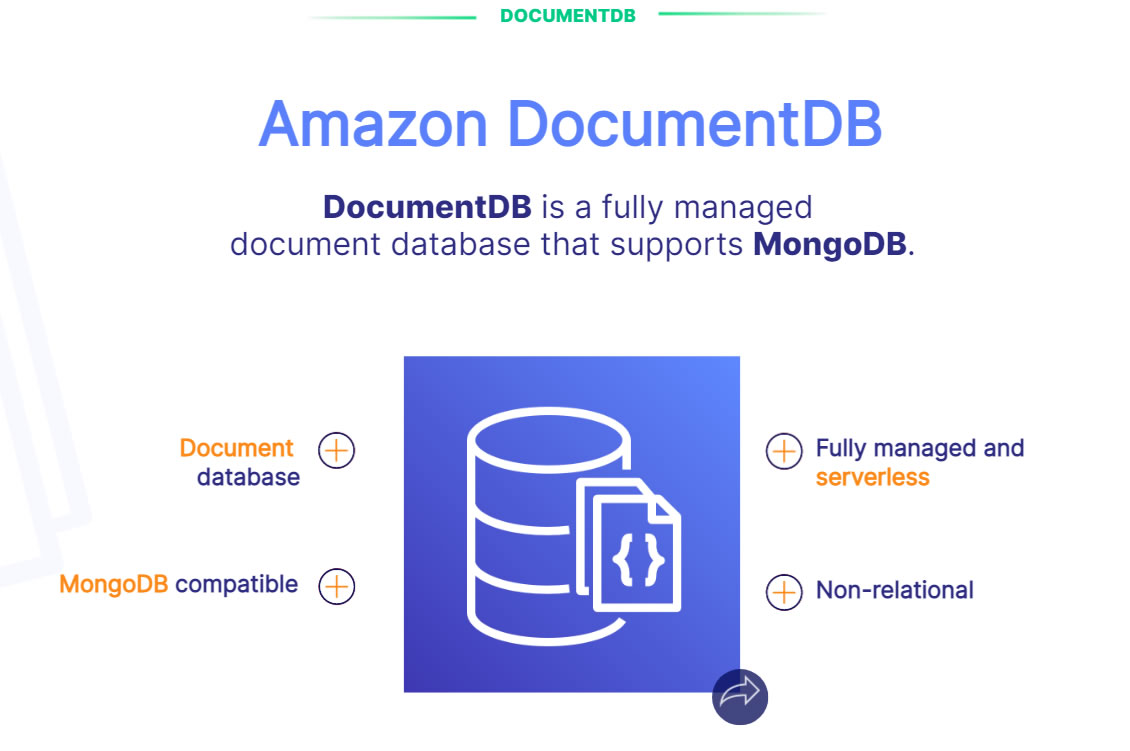 DOCUMENTDB
Amazon DocumentDB
DocumentDB is a fully managed
document database that supports MongoDB.
Document
database
MongoDB compatible
{}
Fully managed and
serverless
Non-relational